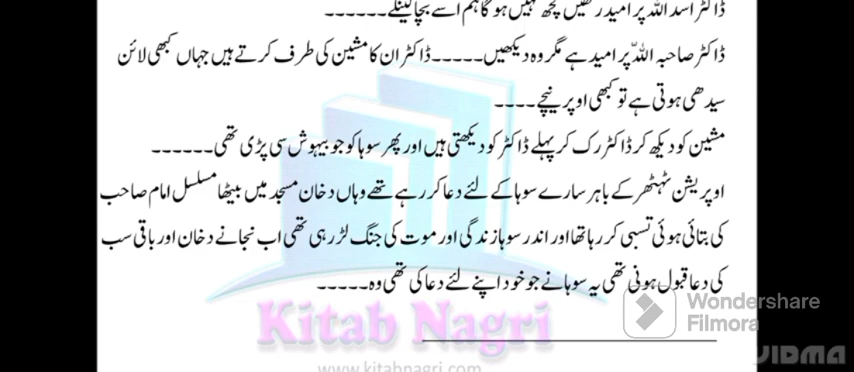 ڈاکٹر اسد اللہ پر امید رکھیں کچھ نہیں ہو گا ہم اسے بچا لینگے۔۔۔۔۔۔
ڈاکٹر صاحبہ اللہ پر امید ہے مگر وہ دیکھیں۔۔۔۔۔ ڈاکٹر ان کا مشین کی طرف کرتے ہیں جہاں کبھی لائن
سیدھی ہوتی ہے تو کبھی اوپر نیچے۔۔۔۔
مشین کو دیکھ کر ڈاکٹر رک کر پہلے ڈاکٹر کو دیکھتی ہیں اور پھر سوہا کو جو بیہوش سی پڑی تھی۔۔۔۔۔۔
اوپریشن ٹھہٹر کے باہر سارے سوہا کے لئے دعا کر رہے تھے وہاں دخان مسجد میں بیٹھا مسلسل امام صاحب
کی بتائی ہوئی تسبی کر رہا تھا اور اندر سوہا زندگی اور موت کی جنگ لڑ رہی تھی اب نجانے دخان اور باقی سب
کی دعا قبول ہونی تھی یہ سوہا نے جو خود اپنے لئے دعا کی تھی وہ۔۔۔۔۔
Kitab Nagri
www.kitabnagri.com
Wondershare
Filmora
VIDMA